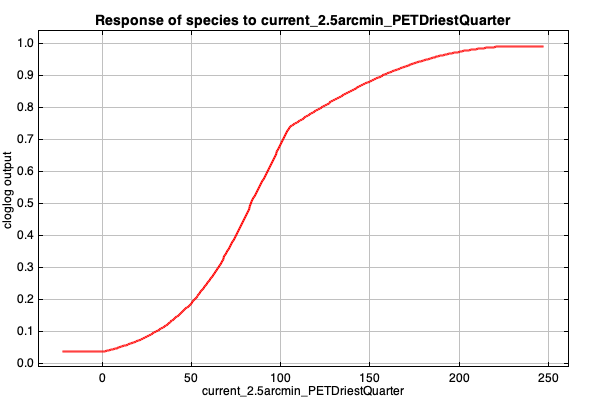 Response of species to current_2.5arcmin_PETDriestQuarter
1.0
0.9
0.8
0.7
0.6
0.5
0.4
0.3
0.2
0.1
0.0
cloglog output
0 50 100 150 200 250
current_2.5arcmin_PETDriestQuarter